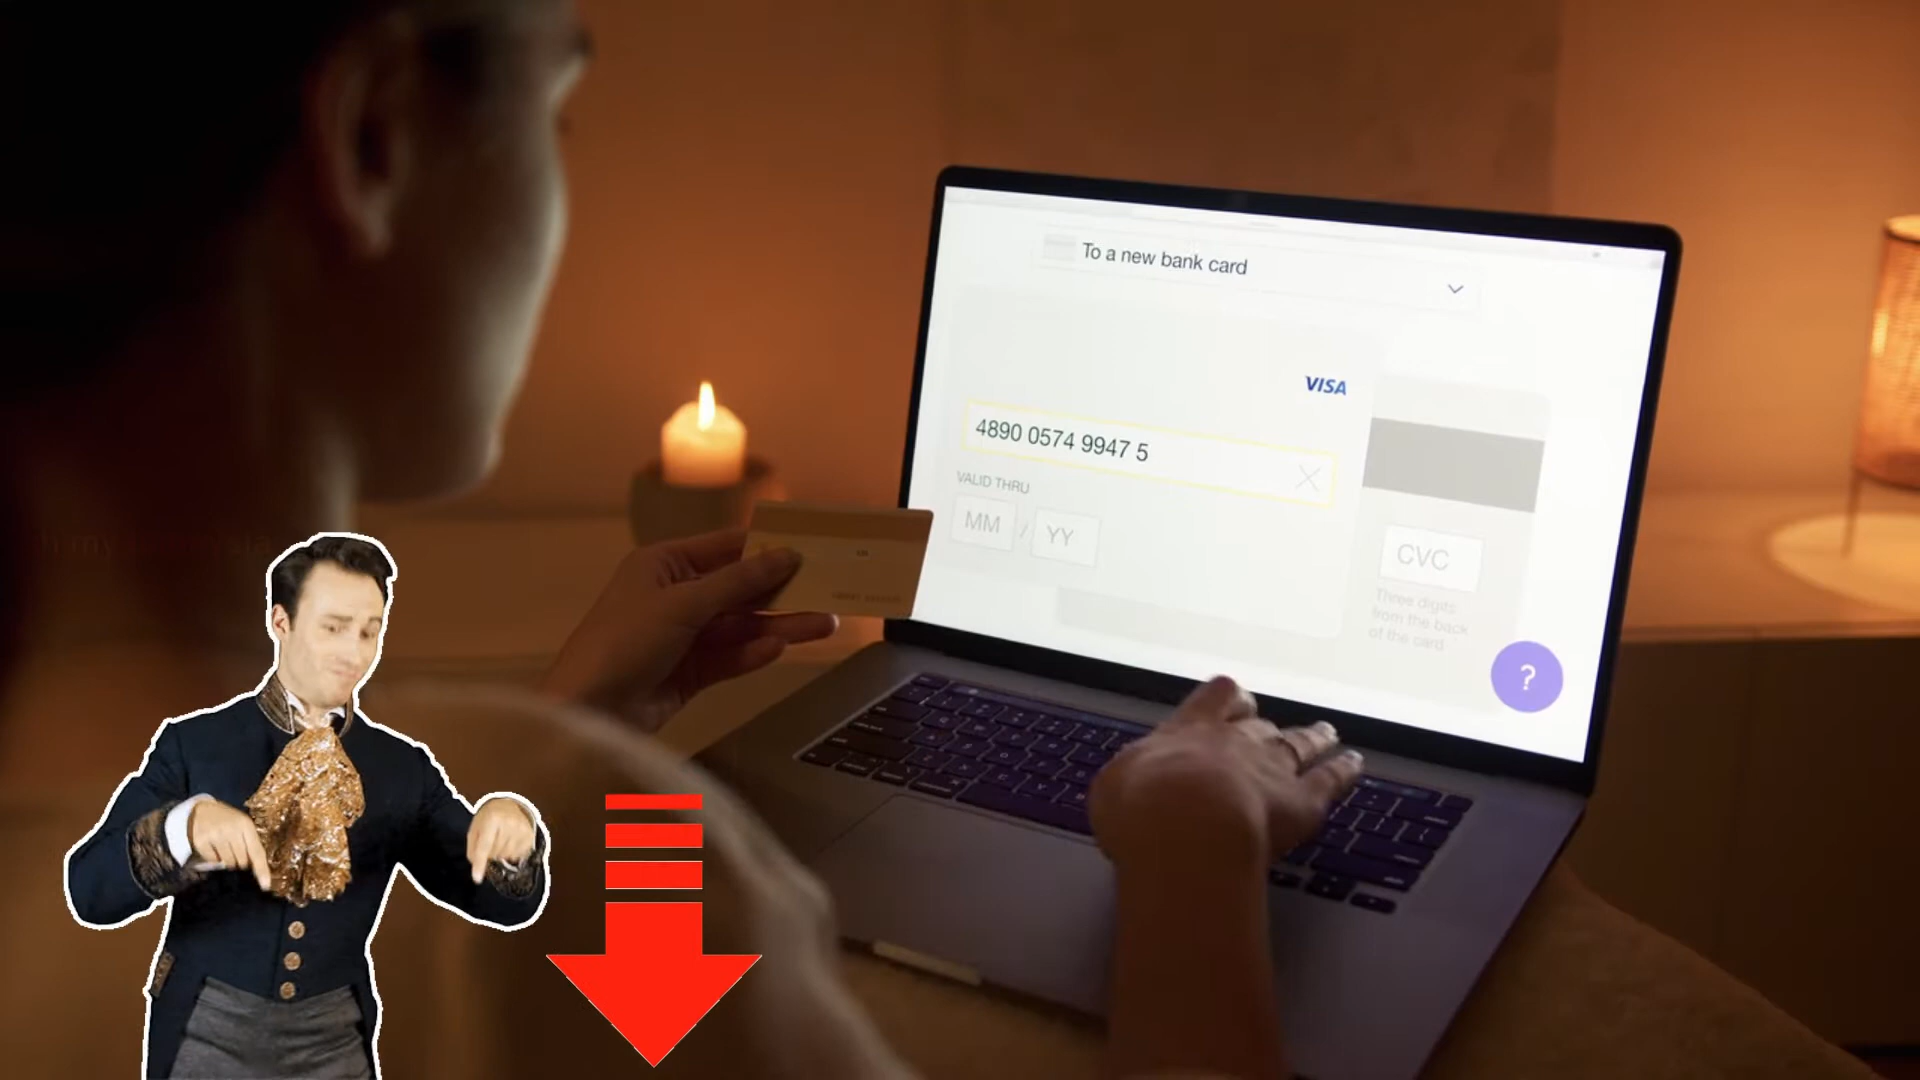 To a new bank card
VISA
4890 0574 9947 5
VALID THRU
MM / YY
CVC
Three digits
from the back
of the card
?